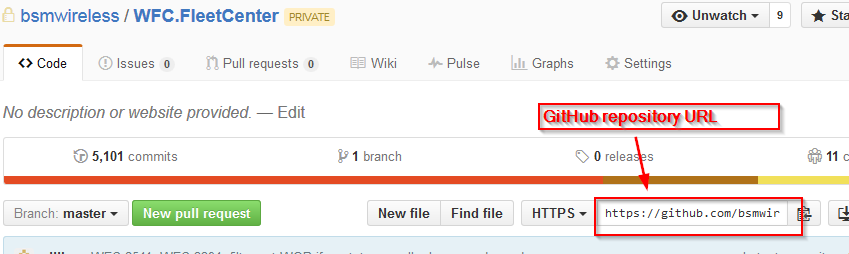 bsmwireless / WFC.FleetCenter PRIVATE
Unwatch 9 Sta
Code Issues 0 Pull requests 0 Wiki Pulse Graphs Settings
No description or website provided. — Edit
GitHub repository URL
5,101 commits 1 branch 0 releases 11 c
Branch: master New pull request New file Find file HTTPS https://github.com/bsmwir